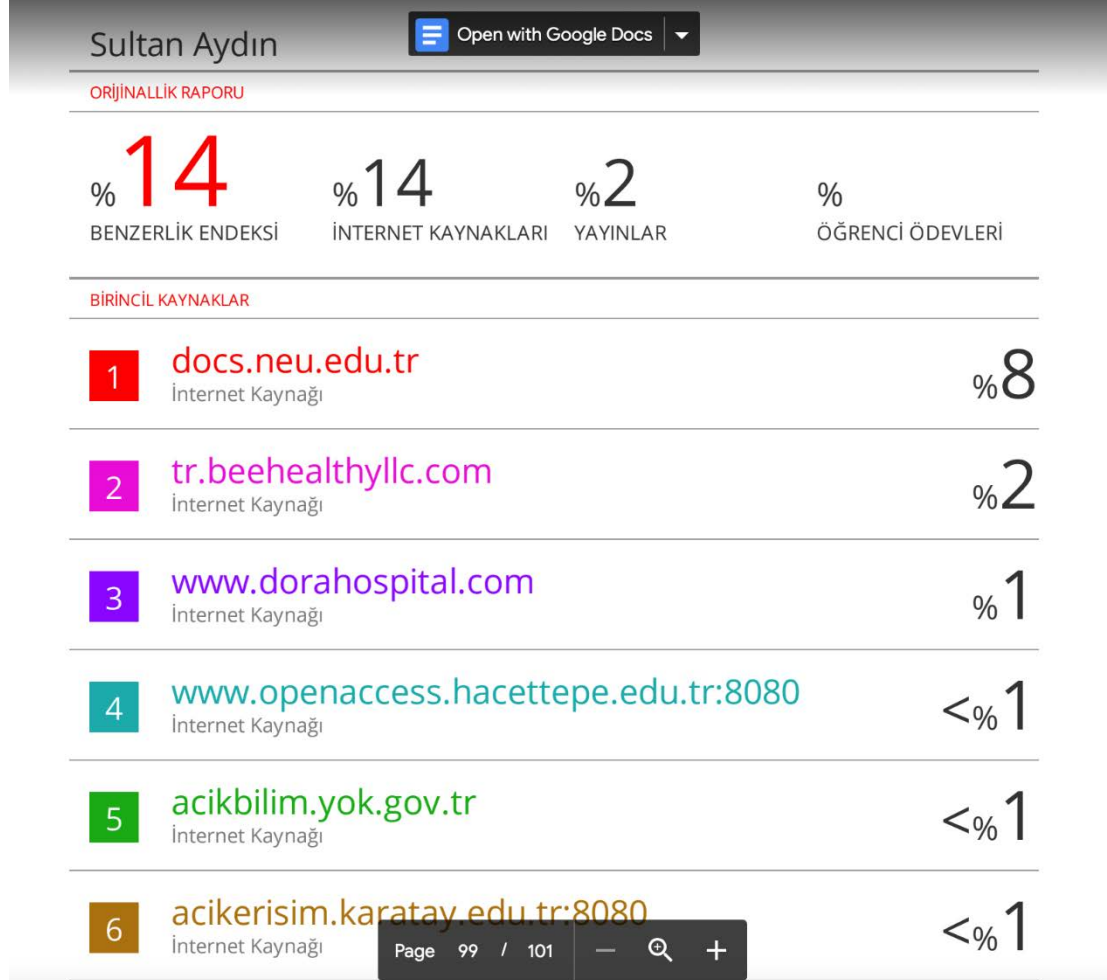 Sultan Aydın
Open with Google Docs
ORİJİNALLİK RAPORU
%14
%14
%2
%
BENZERLİK ENDEKSİ
İNTERNET KAYNAKLARI
YAYINLAR
ÖĞRENCİ ÖDEVLERİ
BİRİNCİL KAYNAKLAR
1
docs.neu.edu.tr
İnternet Kaynağı
%8
2
tr.beehealthyllc.com
İnternet Kaynağı
%2
3
www.dorahospital.com
İnternet Kaynağı
%1
4
www.openaccess.hacettepe.edu.tr:8080
İnternet Kaynağı
<%1
5
acikbilim.yok.gov.tr
İnternet Kaynağı
<%1
6
acikerisim.karatay.edu.tr:8080
İnternet Kaynağı
<%1
Page 99 / 101